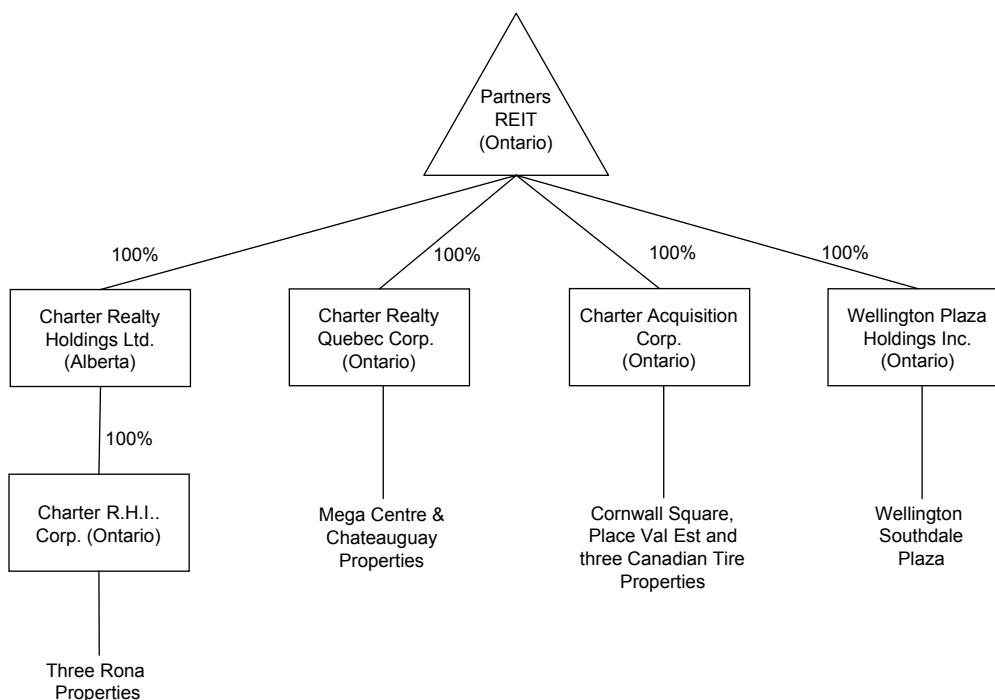 Partners
REIT
(Ontario)
100%
100%
100%
100%
Charter Realty
Holdings Ltd.
(Alberta)
Charter Realty
Quebec Corp.
(Ontario)
Charter Acquisition
Corp.
(Ontario)
Wellington Plaza
Holdings Inc.
(Ontario)
100%
Charter R.H.I..
Corp. (Ontario)
Mega Centre &
Chateauguay
Properties
Cornwall Square,
Place Val Est and
three Canadian Tire
Properties
Wellington
Southdale
Plaza
Three Rona
Properties